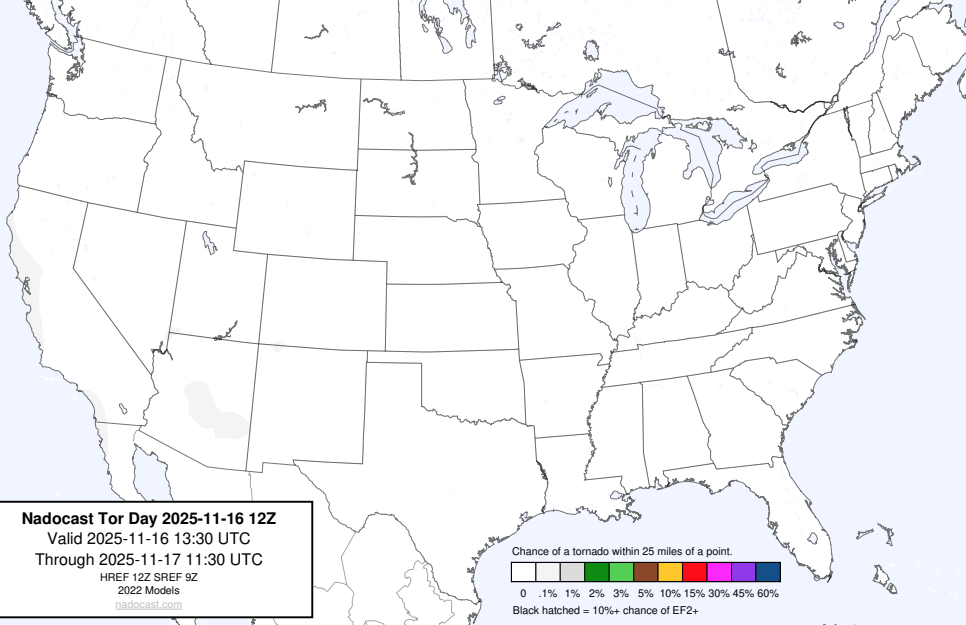 Nadocast Tor Day 2025-11-16 12Z
Valid 2025-11-16 13:30 UTC
Through 2025-11-17 11:30 UTC
HREF 12Z SREF 9Z
2022 Models
nadocast.com
Chance of a tornado within 25 miles of a point.
0 .1% 1% 2% 3% 5% 10% 15% 30% 45% 60%
Black hatched = 10%+ chance of EF2+